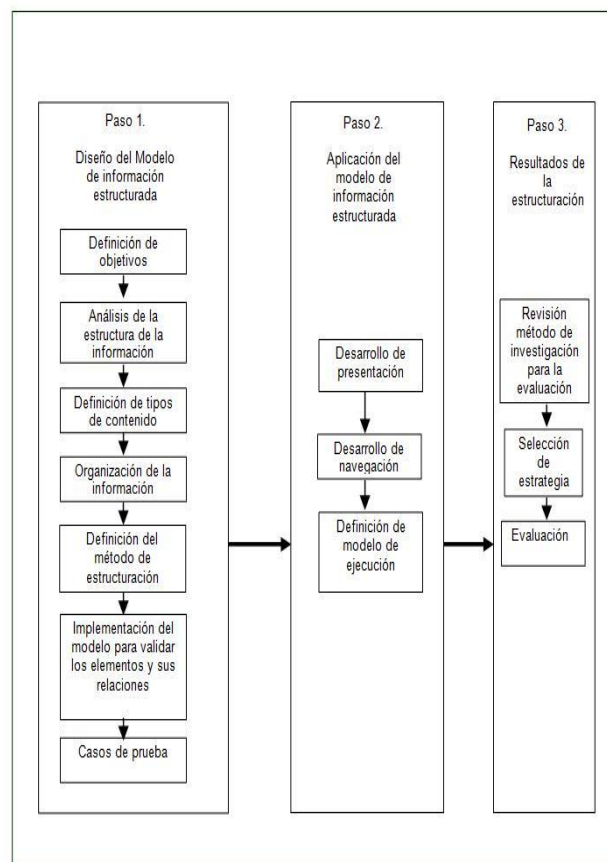 Paso 1.
Diseño del Modelo
de información
estructurada
Definición de
objetivos
Análisis de la
estructura de la
información
Definición de tipos
de contenido
Organización de la
información
Definición del
método de
estructuración
Implementación del
modelo para validar
los elementos y sus
relaciones
Casos de prueba
Paso 2.
Aplicación del
modelo de
información
estructurada
Desarrollo de
presentación
Desarrollo de
navegación
Definición de
modelo de
ejecución
Paso 3.
Resultados de
la
estructuración
Revisión
método de
investigación
para la
evaluación
Selección
de
estrategia
Evaluación